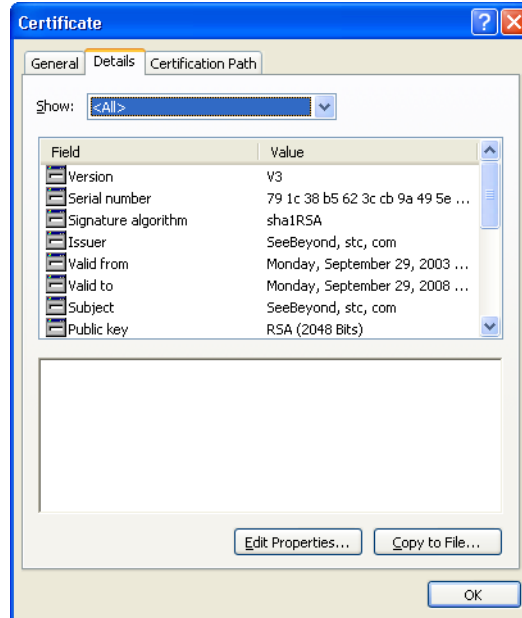 Certificate
General Details Certification Path
Show: <All>
Field Value
Version V3
Serial number 79 1c 38 b5 62 3c cb 9a 49 5e ...
Signature algorithm sha1RSA
Issuer SeeBeyond, stc, com
Valid from Monday, September 29, 2003 ...
Valid to Monday, September 29, 2008 ...
Subject SeeBeyond, stc, com
Public key RSA (2048 Bits)
Edit Properties... Copy to File...
OK